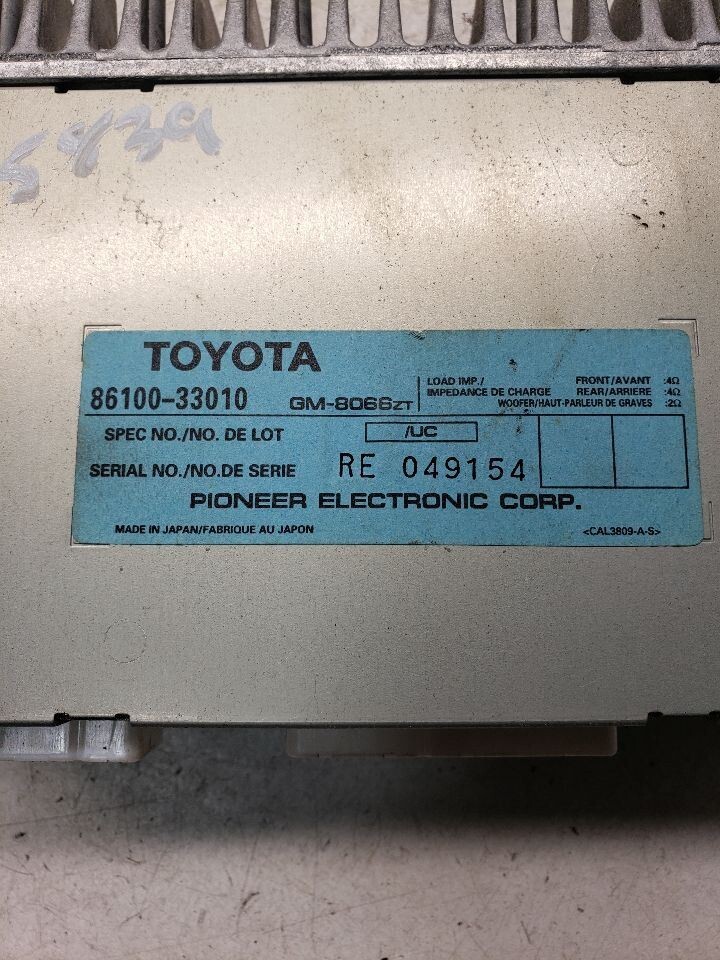 5439
TOYOTA
86100-33010 GM-8066ZT
LOAD IMP./ FRONT/AVANT :4Ω
IMPEDANCE DE CHARGE REAR/ARRIERE :4Ω
WOOFER/HAUT-PARLEUR DE GRAVES :2Ω
SPEC NO./NO. DE LOT /UC
SERIAL NO./NO.DE SERIE RE 049154
PIONEER ELECTRONIC CORP.
MADE IN JAPAN/FABRIQUE AU JAPON <CAL3809-A-S>